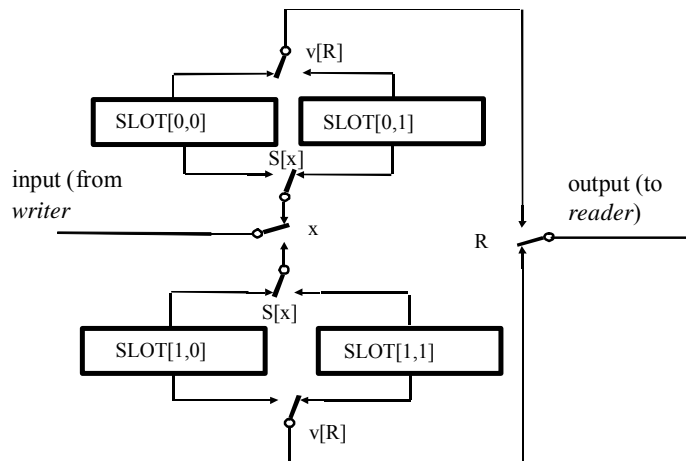 v[R]
SLOT[0,0]
SLOT[0,1]
S[x]
input (from
writer
x
output (to
reader)
R
S[x]
SLOT[1,0]
SLOT[1,1]
v[R]